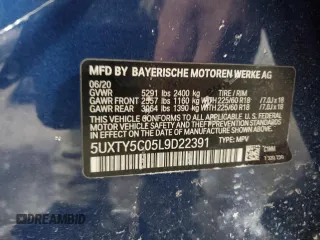 MFD BY BAYERISCHE MOTOREN WERKE AG
06/20
GVWR 5291 lbs 2400 kg TIRE / RIM
GAWR FRONT 2557 lbs 1160 kg WITH 225/60 R18 / 7.0J x 18
GAWR REAR 3064 lbs 1390 kg WITH 225/60 R18 / 7.0J x 18
THIS VEHICLE CONFORMS TO ALL APPLICABLE U.S. FEDERAL
MOTOR VEHICLE SAFETY, BUMPER, AND THEFT PREVENTION
STANDARDS IN EFFECT ON THE DATE OF MANUFACTURE SHOWN ABOVE.
5UXTY5C05L9D22391 TYPE: MPV
BMW
DREAMBID